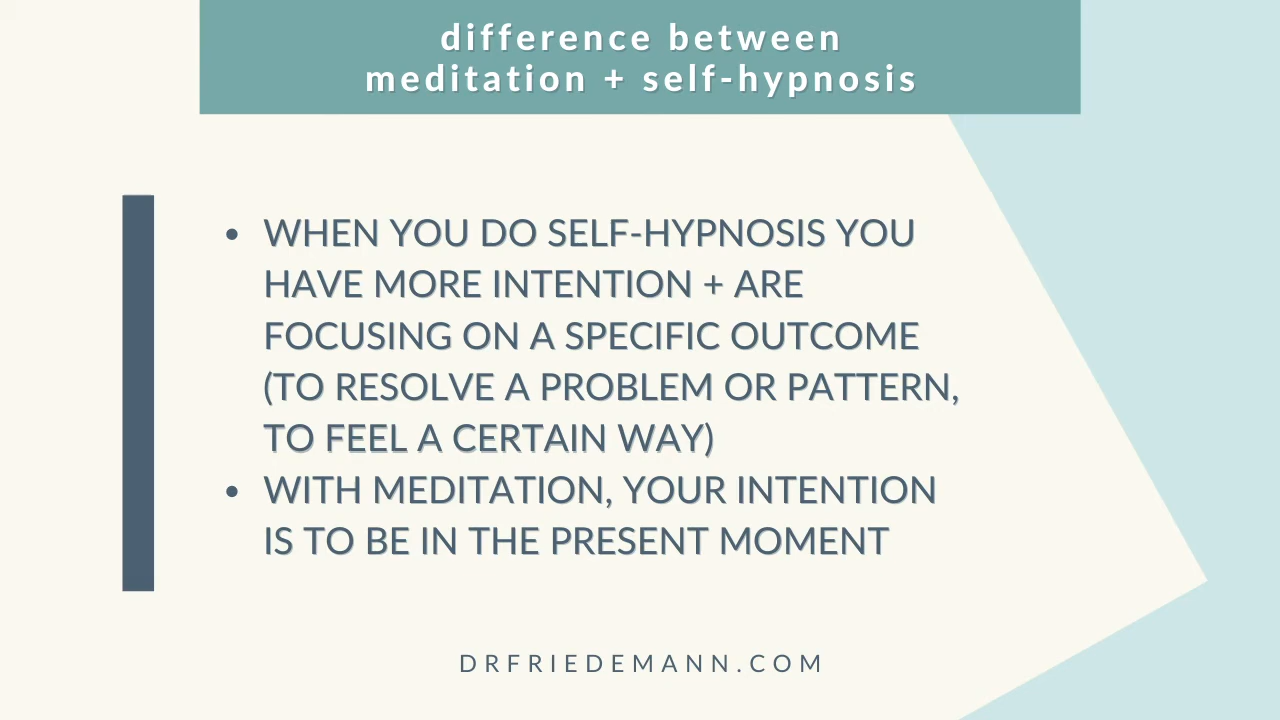 difference between
meditation + self-hypnosis
• WHEN YOU DO SELF-HYPNOSIS YOU
HAVE MORE INTENTION + ARE
FOCUSING ON A SPECIFIC OUTCOME
(TO RESOLVE A PROBLEM OR PATTERN,
TO FEEL A CERTAIN WAY)
• WITH MEDITATION, YOUR INTENTION
IS TO BE IN THE PRESENT MOMENT
DRFRIEDEMANN.COM